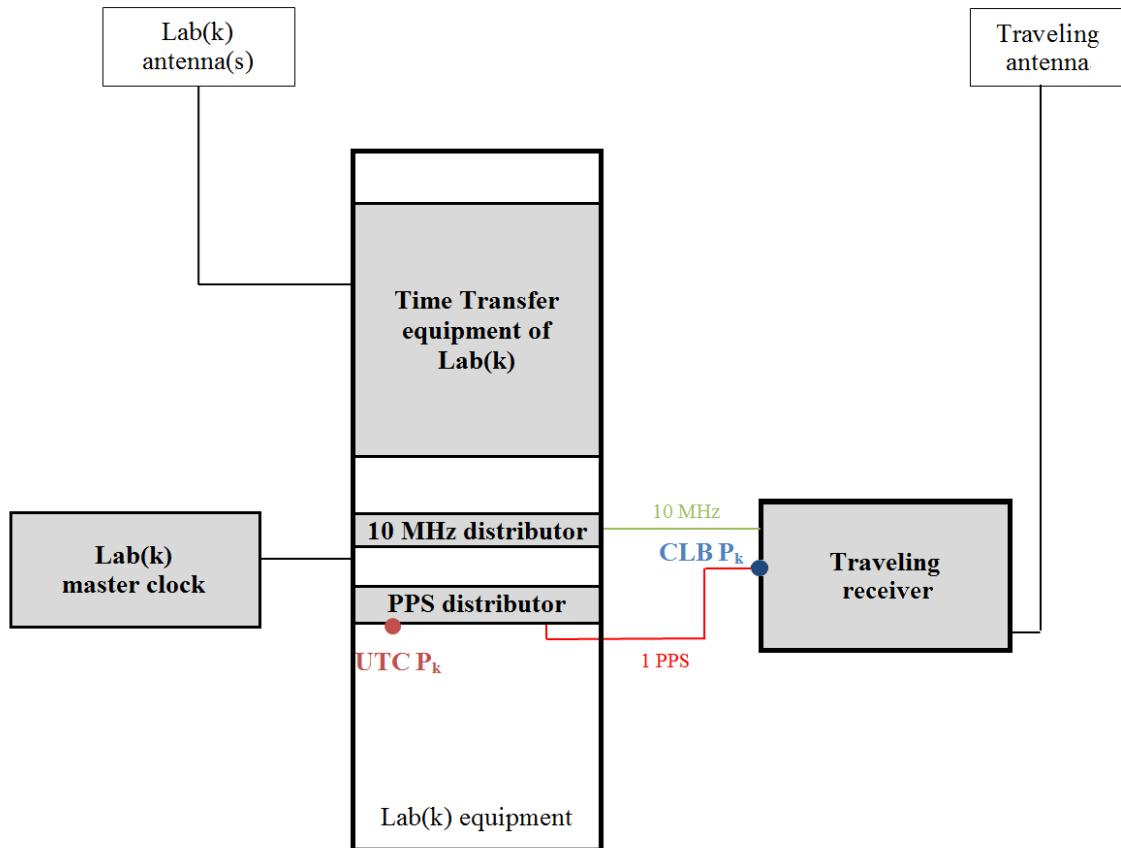 Lab(k)
antenna(s)
Traveling
antenna
Time Transfer
equipment of
Lab(k)
10 MHz distributor
10 MHz
Lab(k)
master clock
CLB Pk
Traveling
receiver
PPS distributor
UTC Pk
1 PPS
Lab(k) equipment